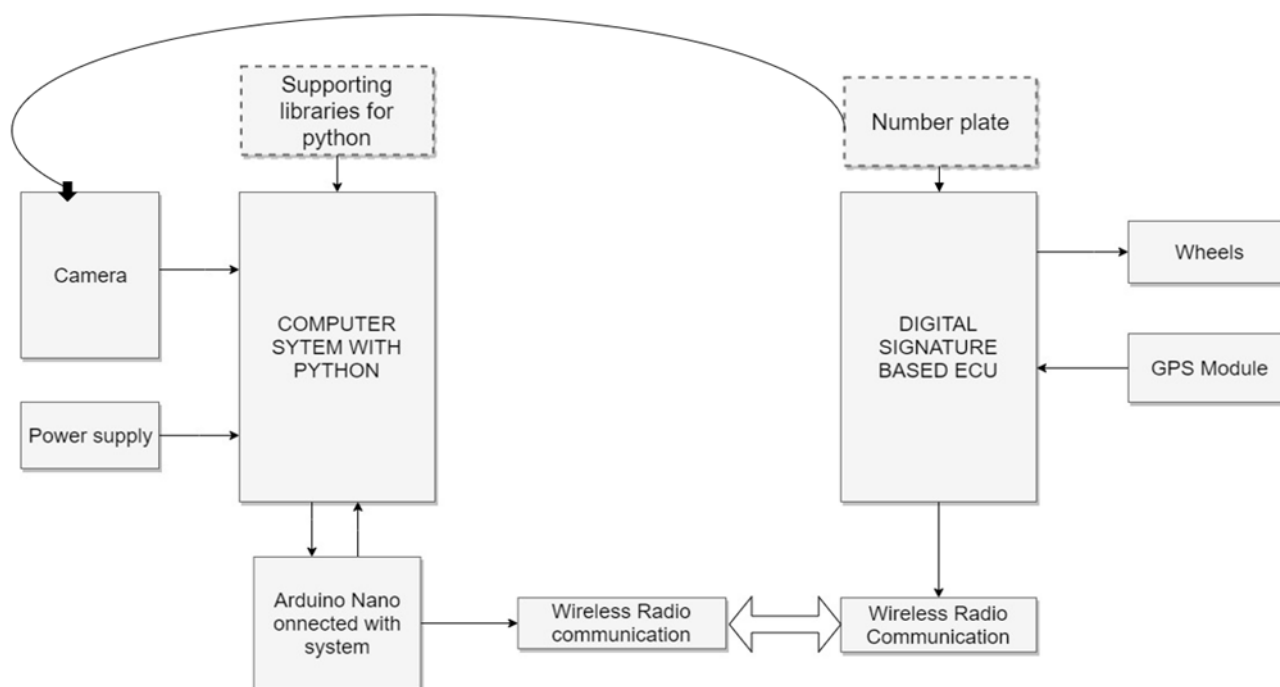 Supporting
libraries for
python
Number plate
Camera
COMPUTER
SYTEM WITH
PYTHON
DIGITAL
SIGNATURE
BASED ECU
Wheels
GPS Module
Power supply
Arduino Nano
onnected with
system
Wireless Radio
communication
Wireless Radio
Communication